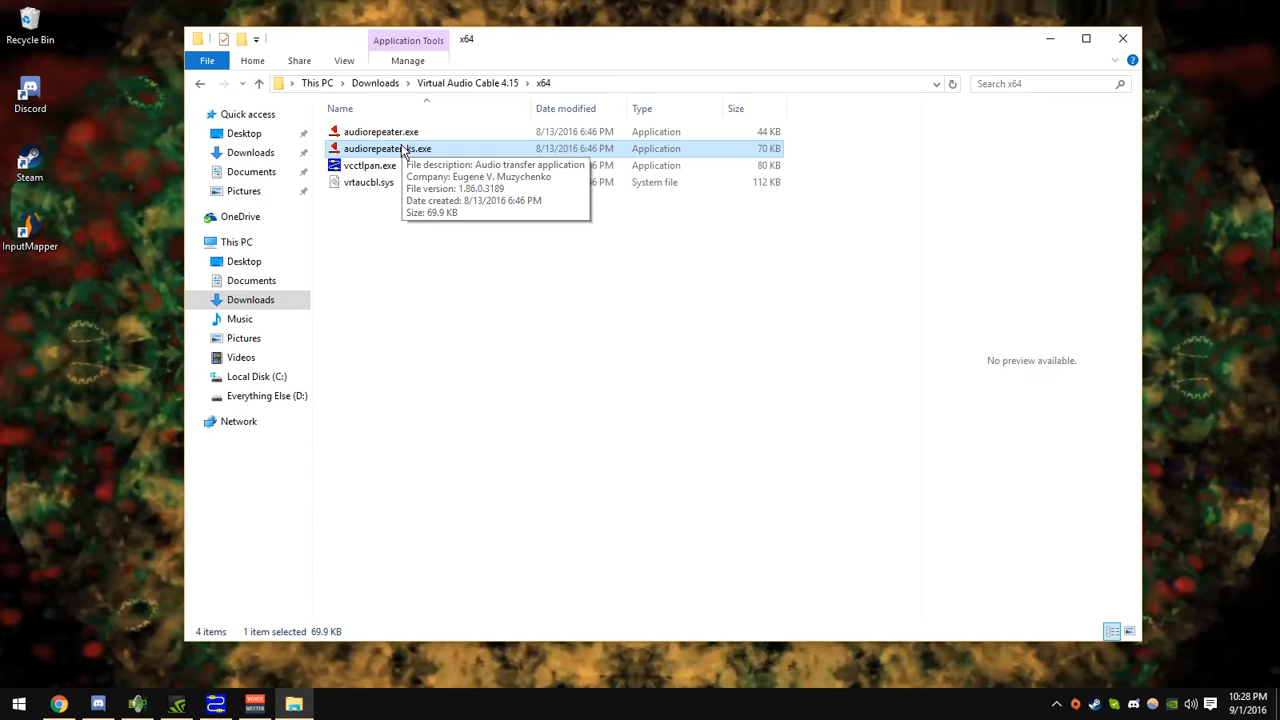 Recycle Bin
Discord
Steam
InputMapper
Application Tools
x64
File
Home
Share
View
Manage
This PC
Downloads
Virtual Audio Cable 4.15
x64
Search x64
Name
Date modified
Type
Size
audiorepeater.exe
8/13/2016 6:46 PM
Application
44 KB
8/13/2016 6:46 PM
Application
70 KB
vcctlpan.exe
6 PM
Application
80 KB
vrtaucbl.sys
6 PM
System file
112 KB
File description: Audio transfer application
Company: Eugene V. Muzychenko
File version: 1.86.0.3189
Date created: 8/13/2016 6:46 PM
Size: 69.9 KB
Quick access
Desktop
Downloads
Documents
Pictures
OneDrive
This PC
Desktop
Documents
Downloads
Music
Pictures
Videos
Local Disk (C:)
Everything Else (D:)
Network
No preview available.
4 items
1 item selected 69.9 KB
VOICE
MEETER
10:28 PM
9/1/2016